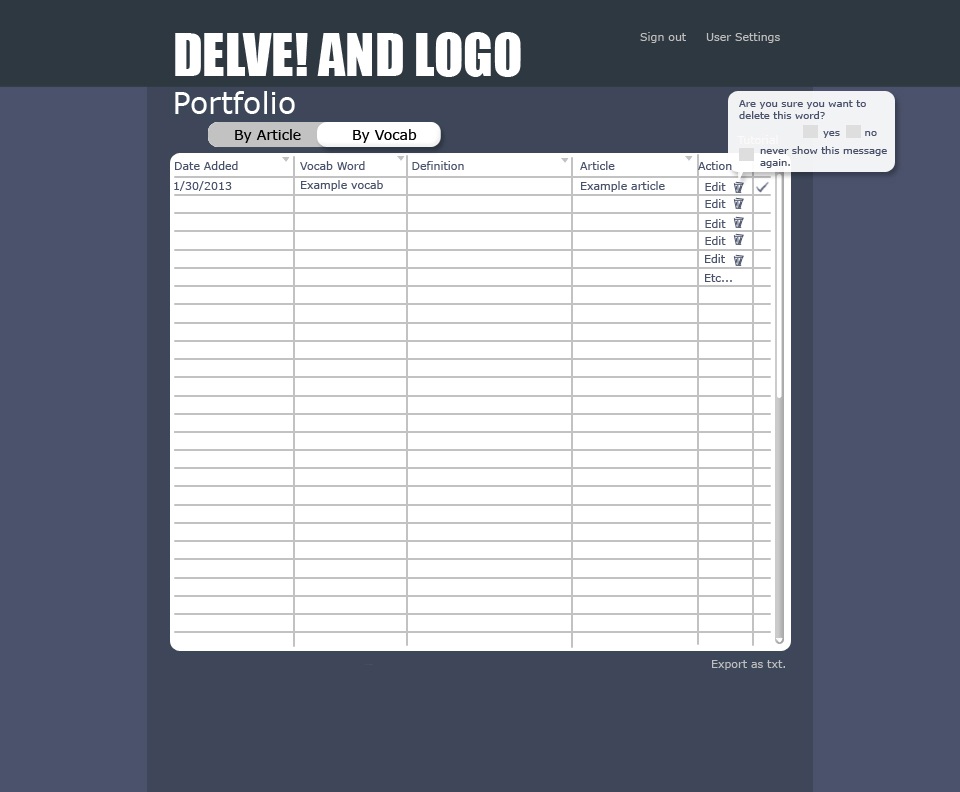 DELVE! AND LOGO
Sign out User Settings
Portfolio
Are you sure you want to
delete this word?
yes no
Tutorial
never show this message
again.
By Article By Vocab
Date Added Vocab Word Definition Article Action
1/30/2013 Example vocab Example article Edit
Edit
Edit
Edit
Edit
Etc...
Export as txt.